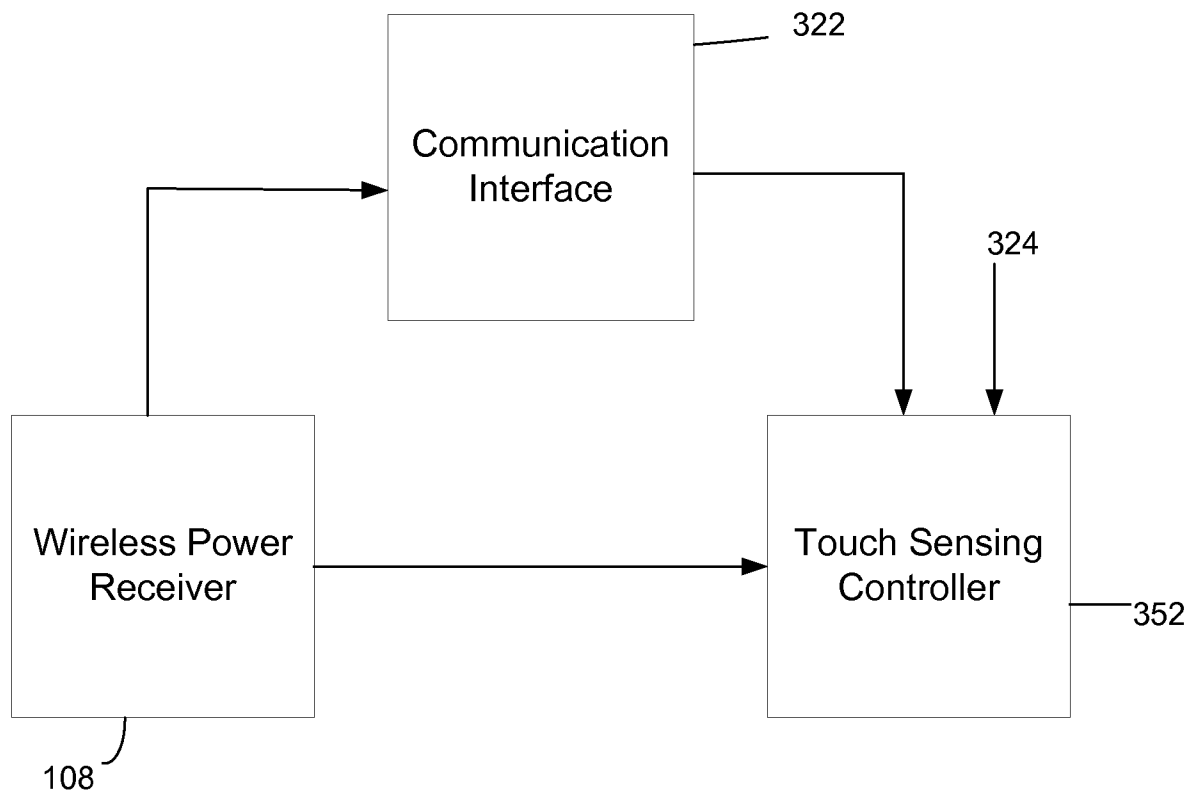 322
Communication
Interface
324
Wireless Power
Receiver
Touch Sensing
Controller
352
108